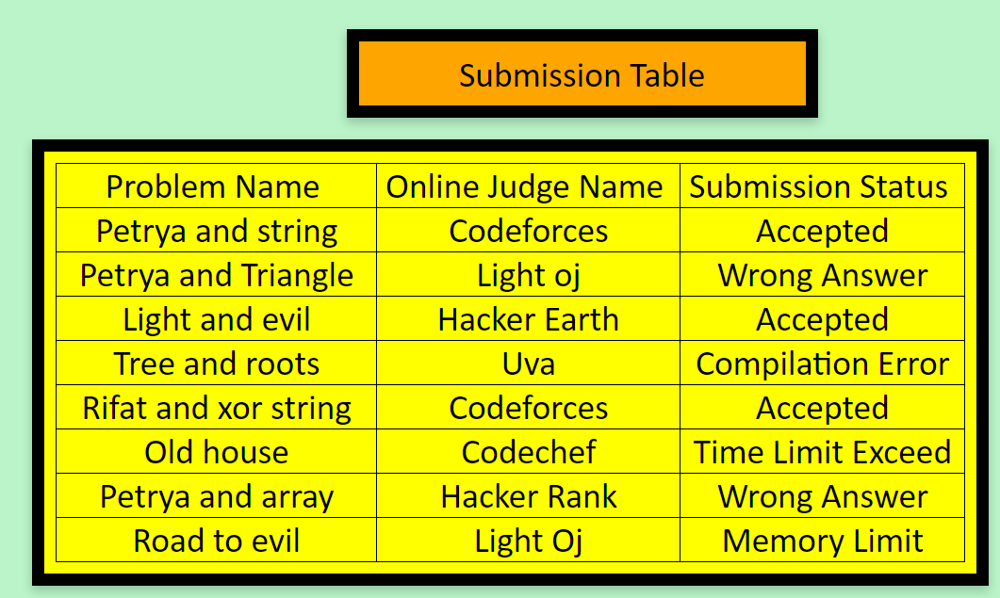 Submission Table
Problem Name Online Judge Name Submission Status
Petrya and string Codeforces Accepted
Petrya and Triangle Light oj Wrong Answer
Light and evil Hacker Earth Accepted
Tree and roots Uva Compilation Error
Rifat and xor string Codeforces Accepted
Old house Codechef Time Limit Exceed
Petrya and array Hacker Rank Wrong Answer
Road to evil Light Oj Memory Limit